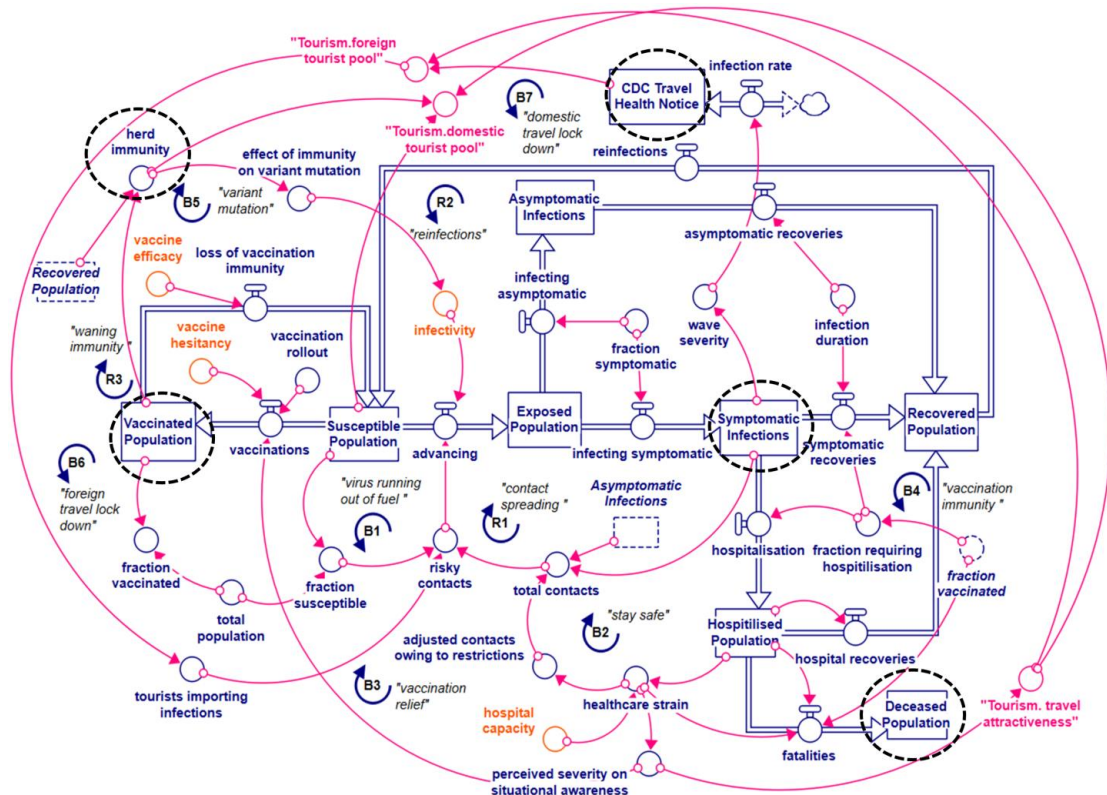 "Tourism.foreign
tourist pool"
infection rate
CDC Travel
Health Notice
B7
"domestic
travel lock
down"
herd
immunity
"Tourism.domestic
tourist pool"
reinfections
effect of immunity
on variant mutation
B5
"variant
mutation"
R2
"reinfections"
Asymptomatic
Infections
asymptomatic recoveries
vaccine
efficacy
loss of vaccination
immunity
Recovered
Population
infecting
asymptomatic
infectivity
wave
severity
infection
duration
"waning
immunity "
R3
vaccine
hesitancy
vaccination
rollout
fraction
symptomatic
Vaccinated
Population
vaccinations
Susceptible
Population
advancing
Exposed
Population
infecting symptomatic
Symptomatic
Infections
symptomatic
recoveries
Recovered
Population
B6
"foreign
travel lock
down"
"virus running
out of fuel "
B1
"contact
spreading"
R1
Asymptomatic
Infections
B4
"vaccination
immunity "
hospitalisation
fraction requiring
hospitilisation
fraction
vaccinated
fraction
vaccinated
fraction
susceptible
risky
contacts
total contacts
total
population
B2
"stay safe"
Hospitilised
Population
hospital recoveries
adjusted contacts
owing to restrictions
tourists importing
infections
B3
"vaccination
relief"
healthcare strain
hospital
capacity
Deceased
Population
"Tourism. travel
attractiveness"
fatalities
perceived severity on
situational awareness